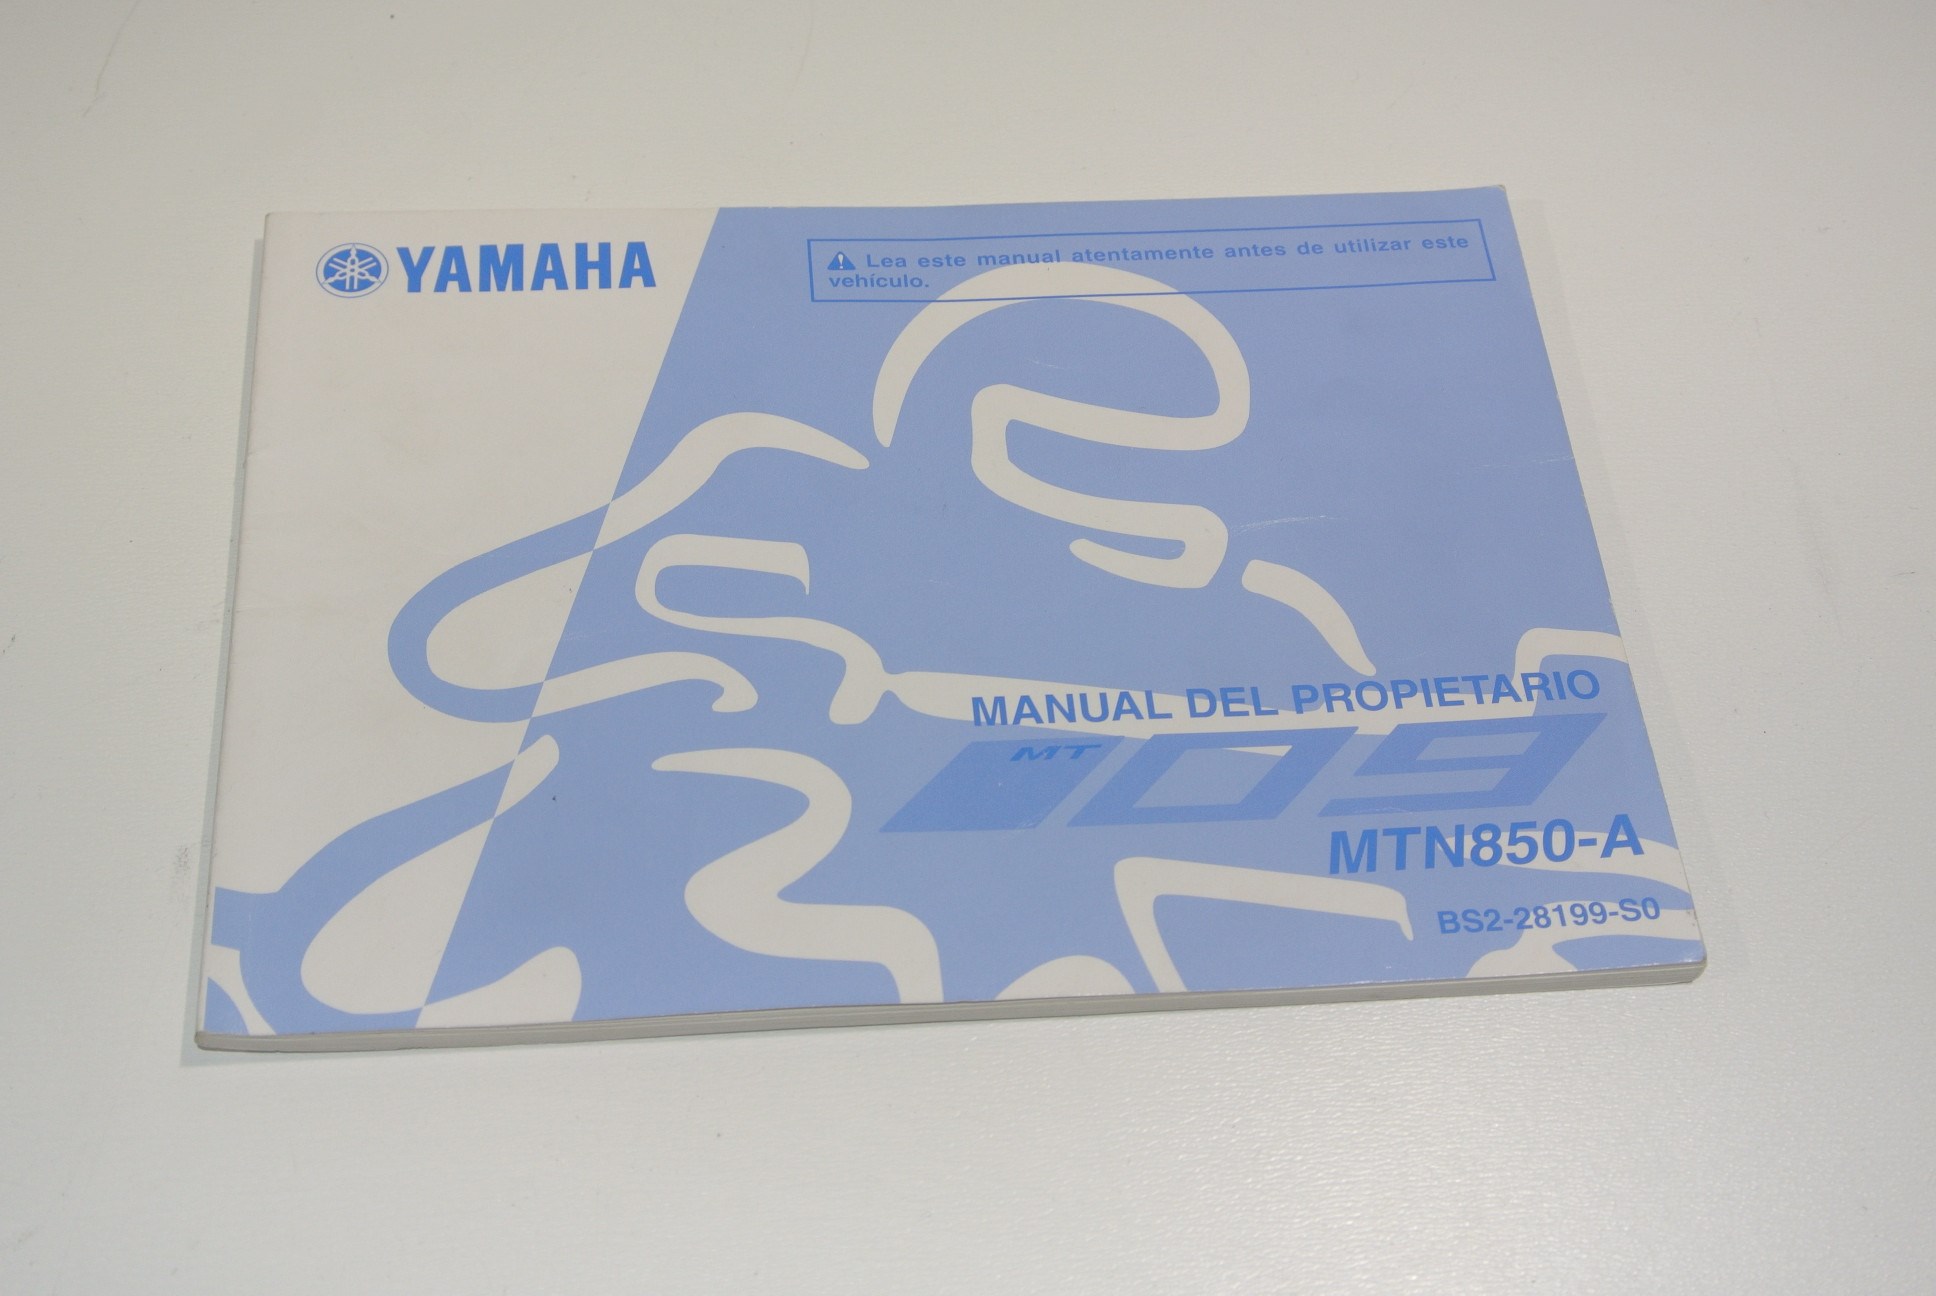 YAMAHA
⚠ Lea este manual atentamente antes de utilizar este
vehículo.
MANUAL DEL PROPIETARIO
MT 09
MTN850-A
BS2-28199-S0